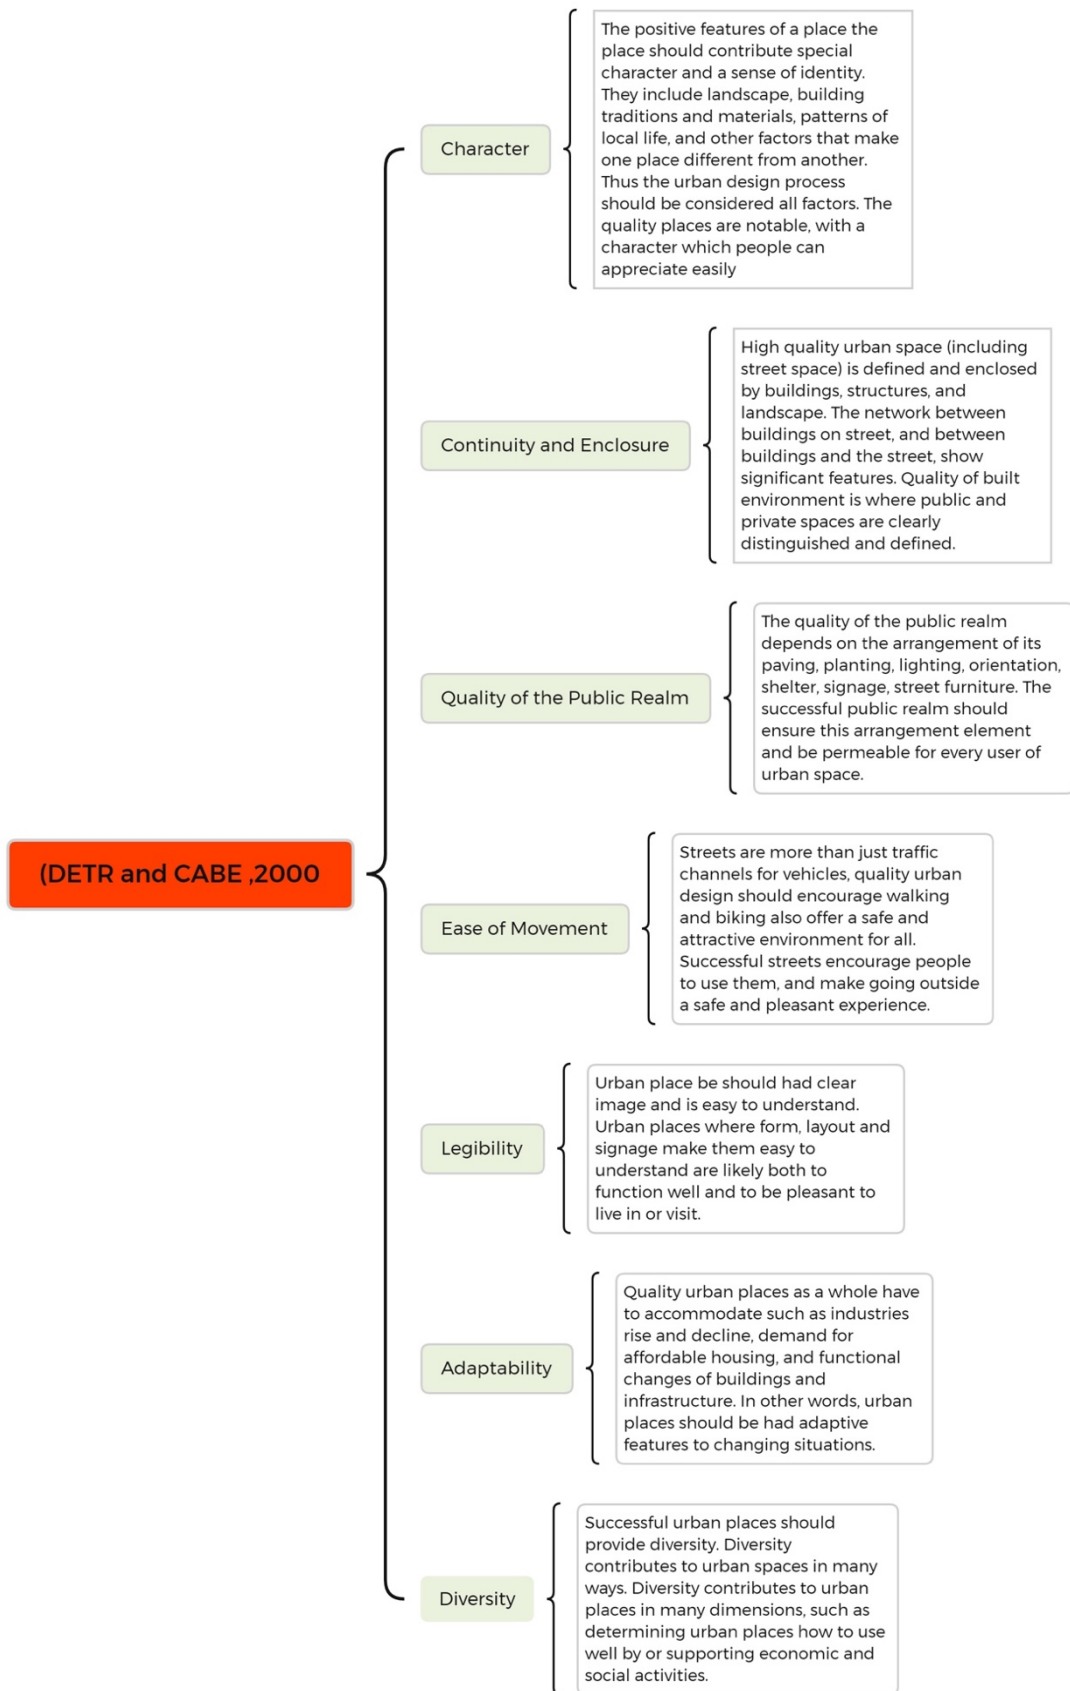 The positive features of a place the
place should contribute special
character and a sense of identity.
They include landscape, building
traditions and materials, patterns of
local life, and other factors that make
one place different from another.
Thus the urban design process
should be considered all factors. The
quality places are notable, with a
character which people can
appreciate easily
Character
High quality urban space (including
street space) is defined and enclosed
by buildings, structures, and
landscape. The network between
buildings on street, and between
buildings and the street, show
significant features. Quality of built
environment is where public and
private spaces are clearly
distinguished and defined.
Continuity and Enclosure
The quality of the public realm
depends on the arrangement of its
paving, planting, lighting, orientation,
shelter, signage, street furniture. The
successful public realm should
ensure this arrangement element
and be permeable for every user of
urban space.
Quality of the Public Realm
(DETR and CABE ,2000
Streets are more than just traffic
channels for vehicles, quality urban
design should encourage walking
and biking also offer a safe and
attractive environment for all.
Successful streets encourage people
to use them, and make going outside
a safe and pleasant experience.
Ease of Movement
Urban place be should had clear
image and is easy to understand.
Urban places where form, layout and
signage make them easy to
understand are likely both to
function well and to be pleasant to
live in or visit.
Legibility
Quality urban places as a whole have
to accommodate such as industries
rise and decline, demand for
affordable housing, and functional
changes of buildings and
infrastructure. In other words, urban
places should be had adaptive
features to changing situations.
Adaptability
Successful urban places should
provide diversity. Diversity
contributes to urban spaces in many
ways. Diversity contributes to urban
places in many dimensions, such as
determining urban places how to use
well by or supporting economic and
social activities.
Diversity